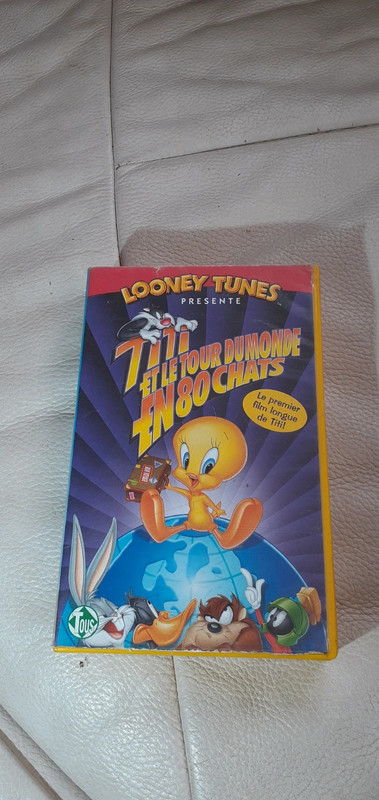 LOONEY TUNES
PRESENTE
TITI
ET LE TOUR DU MONDE
EN 80 CHATS
Le premier
film longue
de Titi!
TOUS